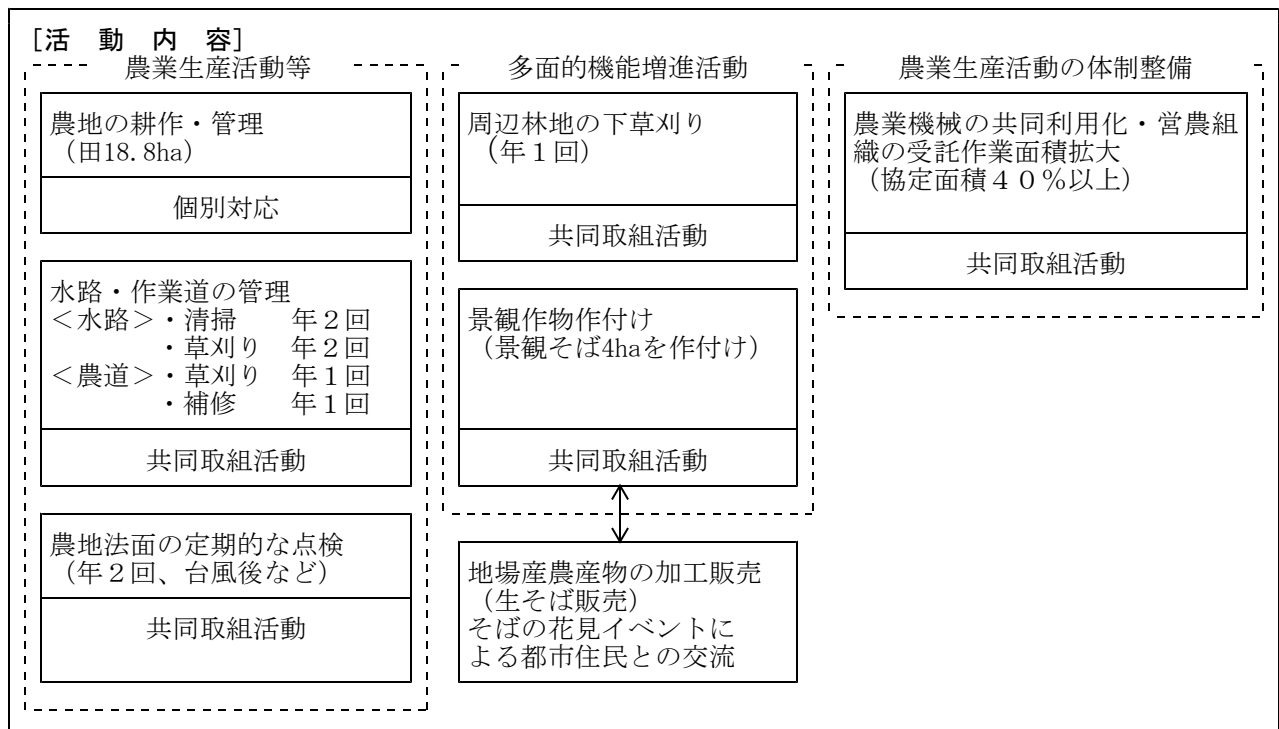 [活　動　内　容]
農業生産活動等
農地の耕作・管理
（田18.8ha）
個別対応
水路・作業道の管理
＜水路＞・清掃　　年２回
・草刈り　年２回
＜農道＞・草刈り　年１回
・補修　　年１回
共同取組活動
農地法面の定期的な点検
（年２回、台風後など）
共同取組活動
多面的機能増進活動
周辺林地の下草刈り
（年１回）
共同取組活動
景観作物作付け
（景観そば4haを作付け）
共同取組活動
地場産農産物の加工販売
（生そば販売）
そばの花見イベントに
よる都市住民との交流
農業生産活動の体制整備
農業機械の共同利用化・営農組
織の受託作業面積拡大
（協定面積４０％以上）
共同取組活動